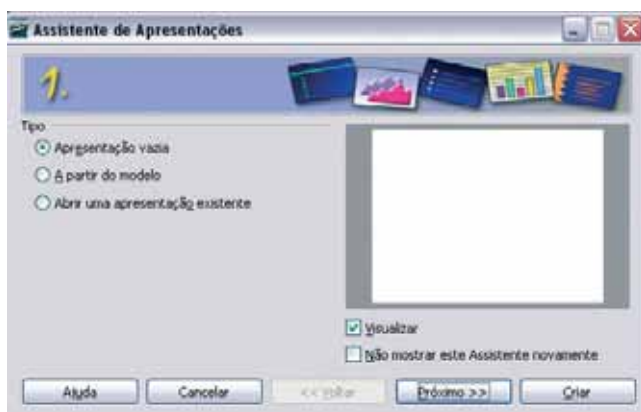 Assistente de Apresentações
1.
Tipo
Apresentação vazia
A partir do modelo
Abrir uma apresentação existente
Visualizar
Não mostrar este Assistente novamente
Ajuda Cancelar << Voltar Próximo >> Criar